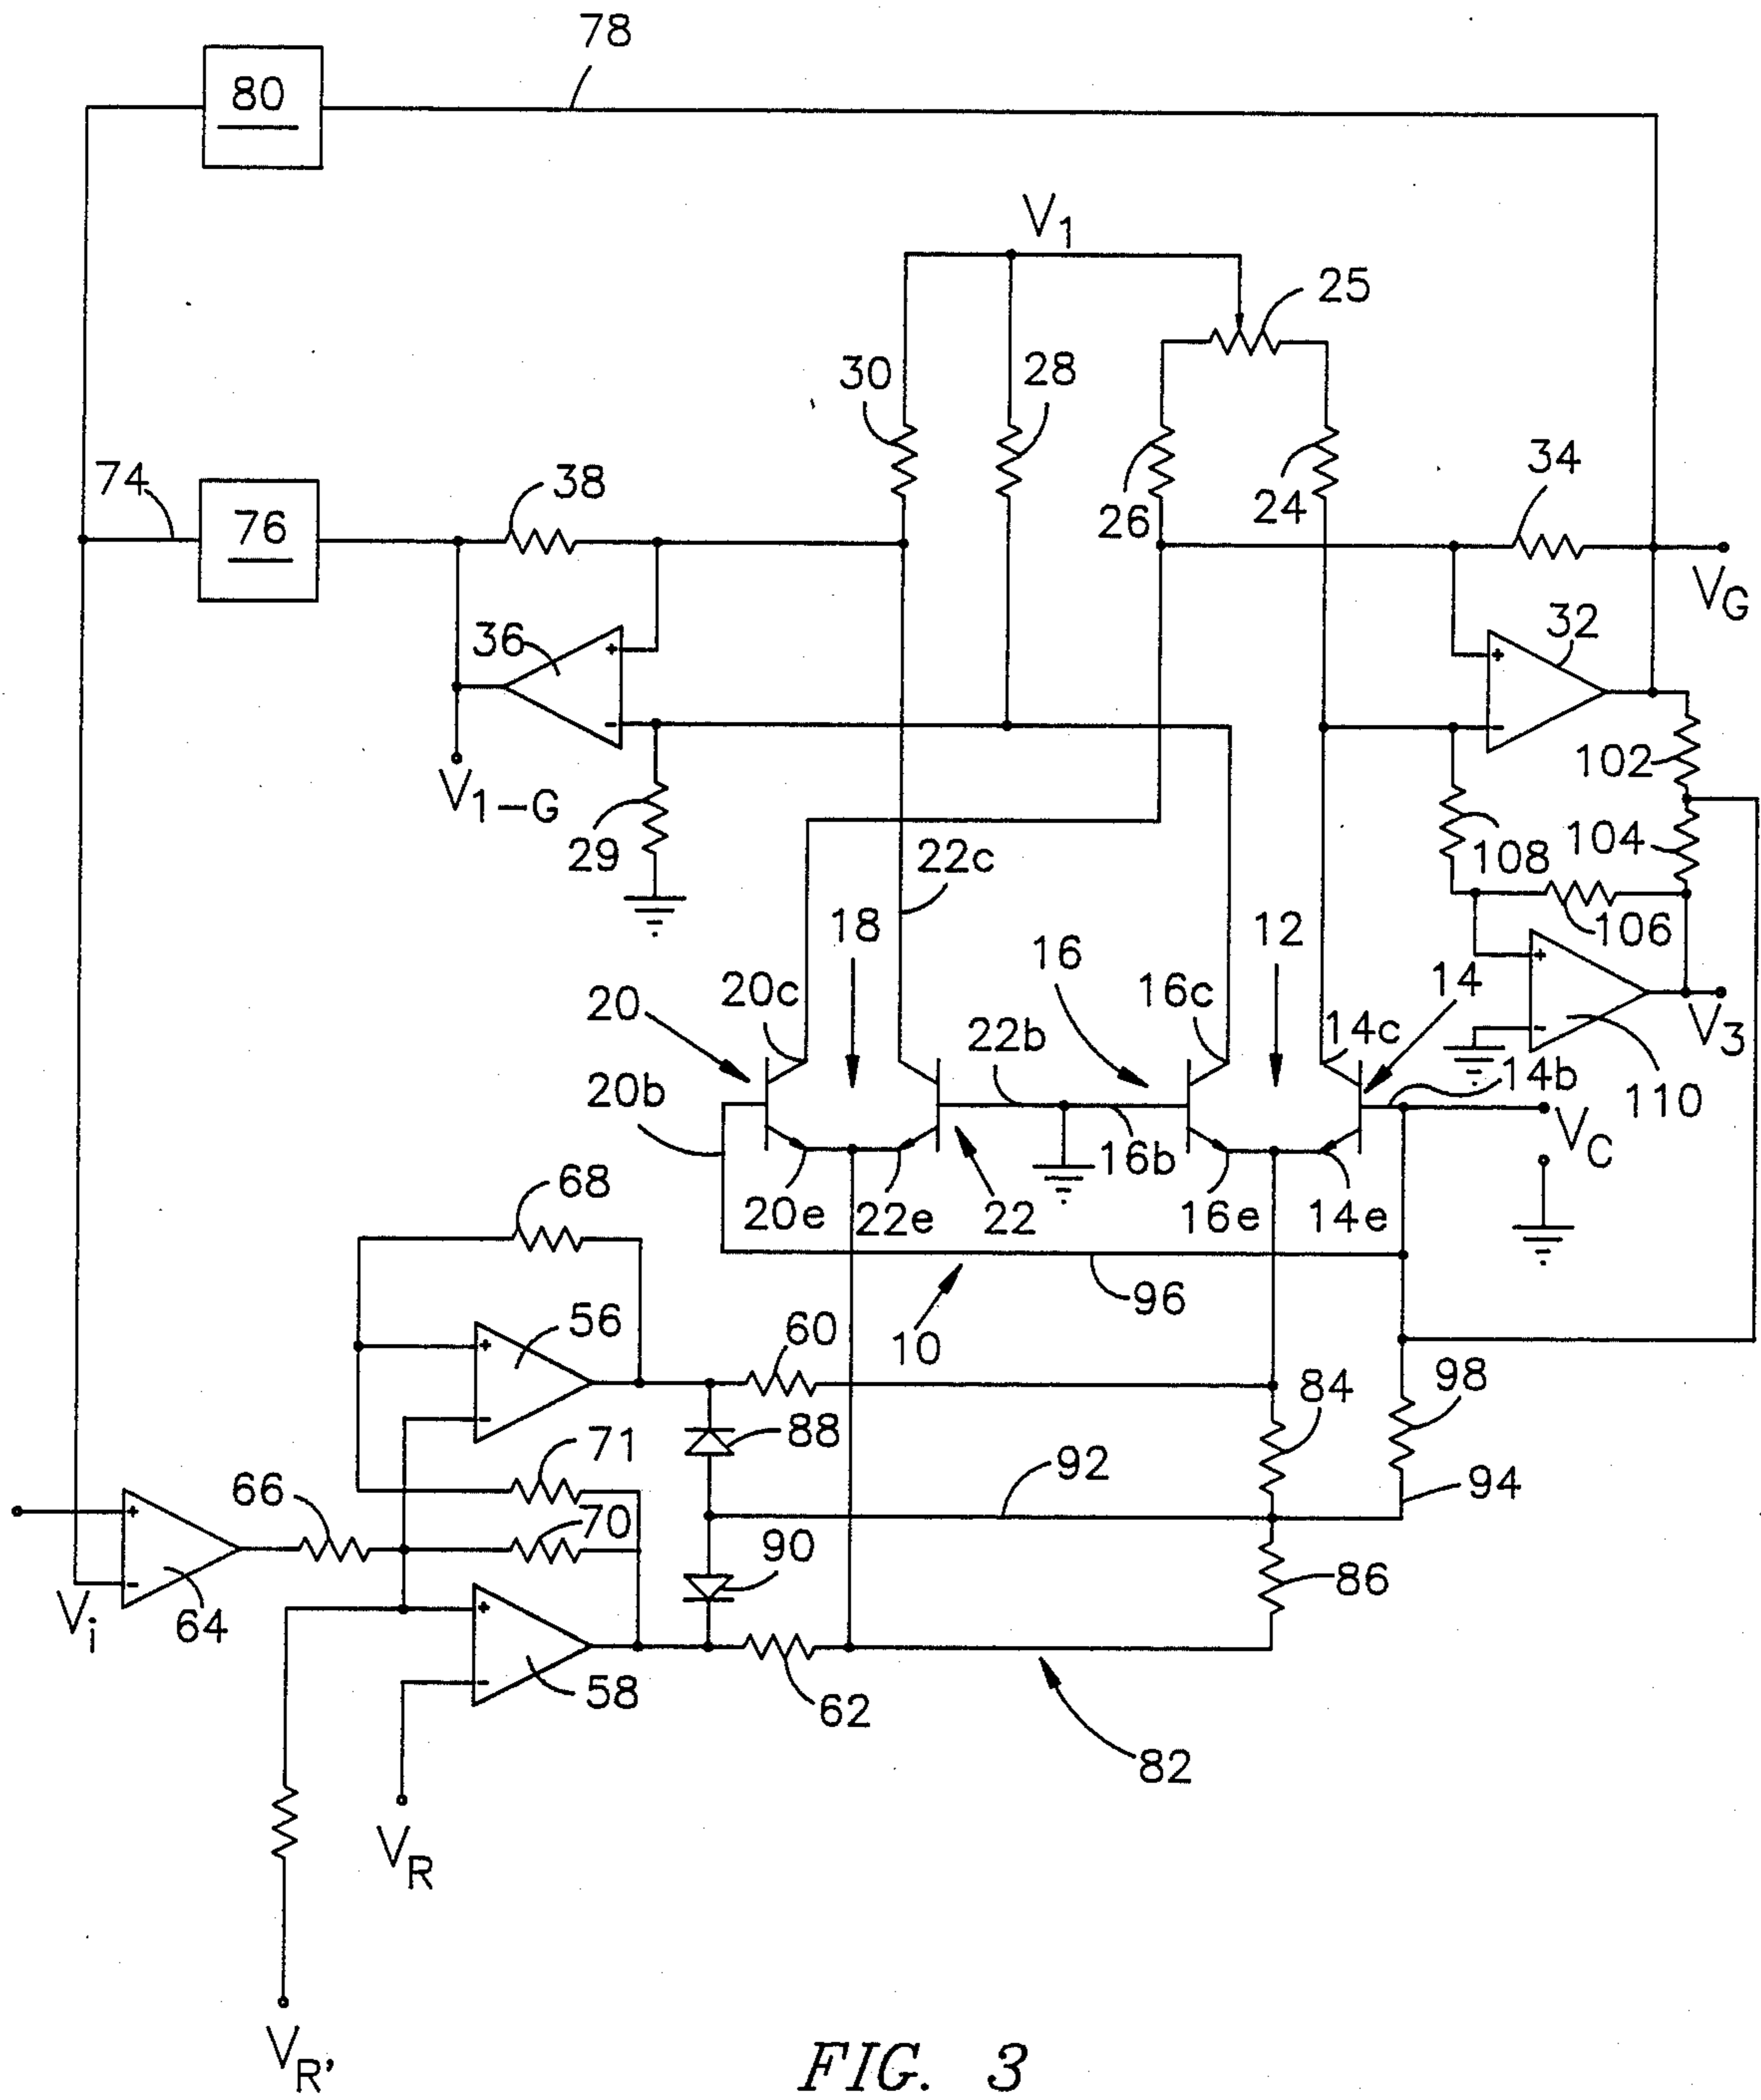 78
80
V1
25
30
28
74
76
38
26
24
34
VG
36
32
V1-G
29
22c
102
108
104
18
12
106
20
20c
16
16c
14
14c
V3
20b
22b
14b
110
16b
VC
20e
22e
22
16e
14e
68
96
10
56
60
84
98
88
71
92
94
66
70
90
86
Vi
64
58
62
82
VR
VR'
FIG. 3
+
-
+
-
+
-
+
-
+
-
+
-